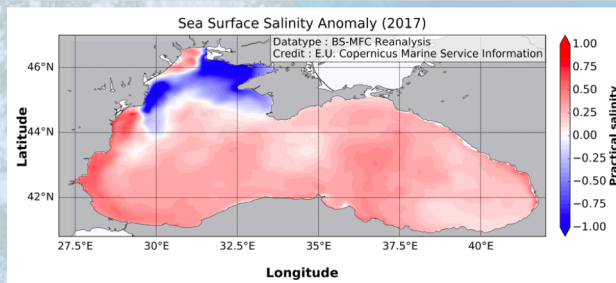 Sea Surface Salinity Anomaly (2017)
Datatype : BS-MFC Reanalysis
Credit : E.U. Copernicus Marine Service Information
46°N
44°N
42°N
Latitude
27.5°E 30°E 32.5°E 35°E 37.5°E 40°E
Longitude
1.00
0.75
0.50
0.25
0.00
−0.25
−0.50
−0.75
−1.00
Practical salinity